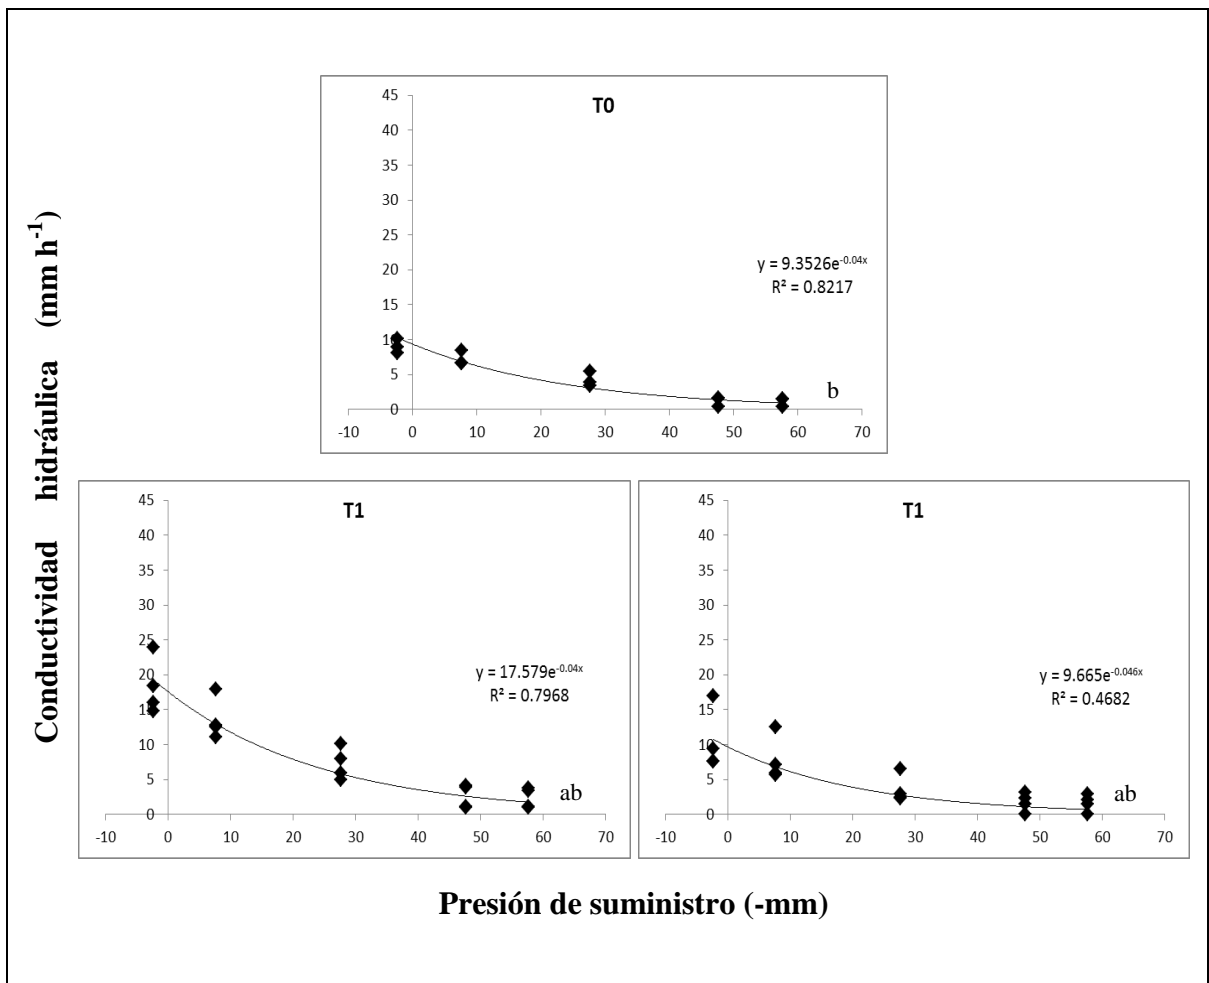 T0
45
40
35
30
25
20
15
10
5
0
-10 0 10 20 30 40 50 60 70
y = 9.3526e^-0.04x
R² = 0.8217
b
Conductividad hidráulica (mm h^-1)
T1
45
40
35
30
25
20
15
10
5
0
-10 0 10 20 30 40 50 60 70
y = 17.579e^-0.04x
R² = 0.7968
ab
T1
45
40
35
30
25
20
15
10
5
0
-10 0 10 20 30 40 50 60 70
y = 9.665e^-0.046x
R² = 0.4682
ab
Presión de suministro (-mm)